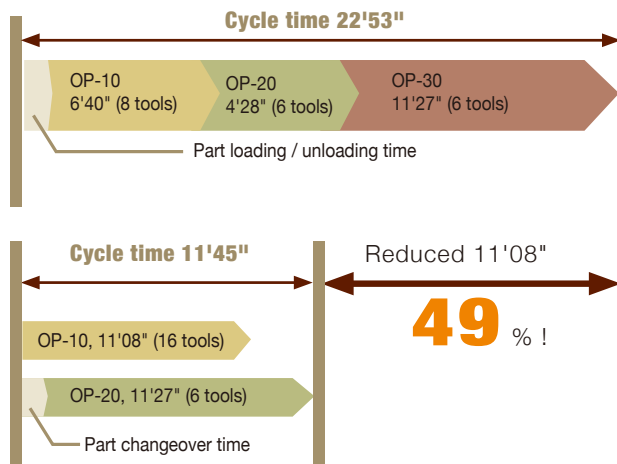 Cycle time 22'53"
OP-10
6'40" (8 tools)
OP-20
4'28" (6 tools)
OP-30
11'27" (6 tools)
Part loading / unloading time
Cycle time 11'45"
Reduced 11'08"
49 % !
OP-10, 11'08" (16 tools)
OP-20, 11'27" (6 tools)
Part changeover time